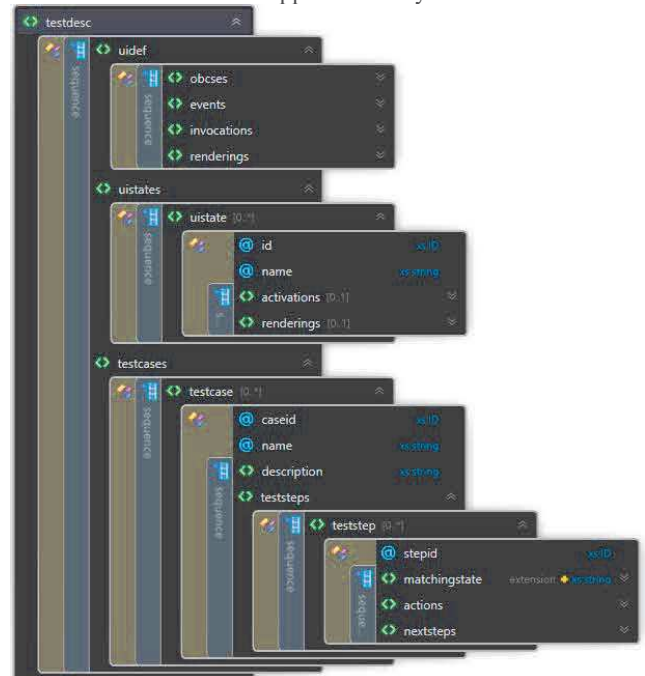 testdesc
uidef
sequence
sequence
obcses
events
invocations
renderings
uistates
uistate [0..*]
sequence
@ id xs:ID
@ name xs:string
activations [0..1]
s...
renderings [0..1]
testcases
testcase [0..*]
sequence
@ caseid xs:ID
@ name xs:string
description xs:string
sequence
teststeps
teststep [0..*]
sequence
@ stepid xs:ID
matchingstate extension xs:string
seque...
actions
nextsteps